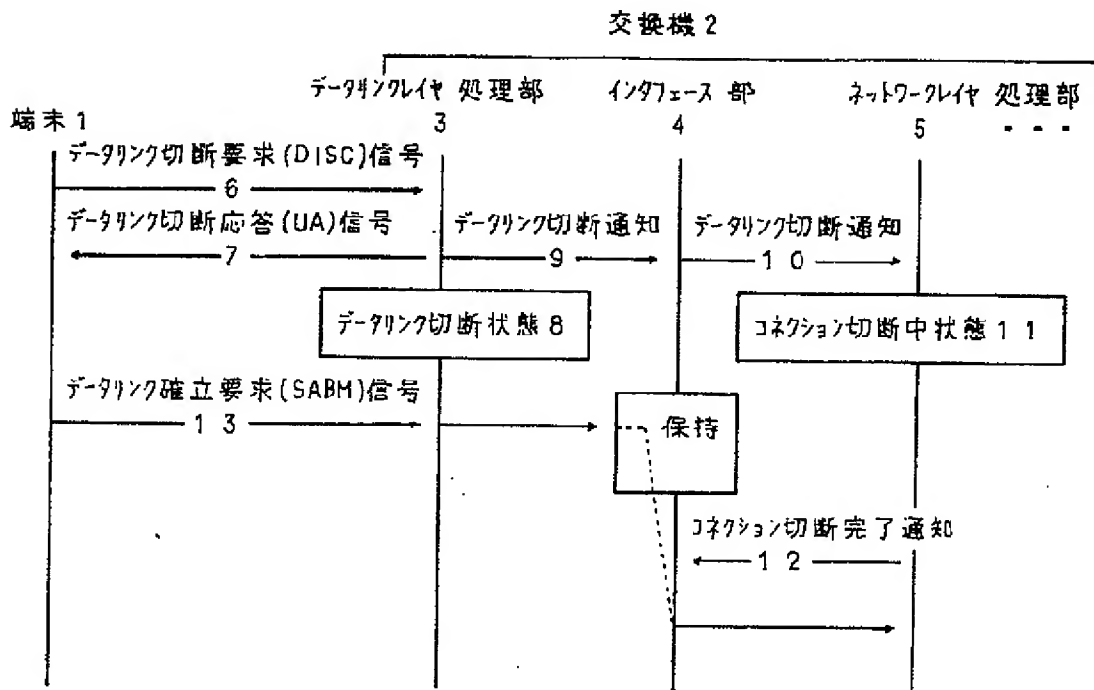 交換機2
データリンクレイヤ 処理部 インタフェース 部 ネットワークレイヤ 処理部
端末1 3 4 5 ・・・
データリンク切断要求(DISC)信号
6
データリンク切断応答(UA)信号 データリンク切断通知 データリンク切断通知
7 9 10
データリンク切断状態8 コネクション切断中状態11
データリンク確立要求(SABM)信号
13 保持
コネクション切断完了通知
12